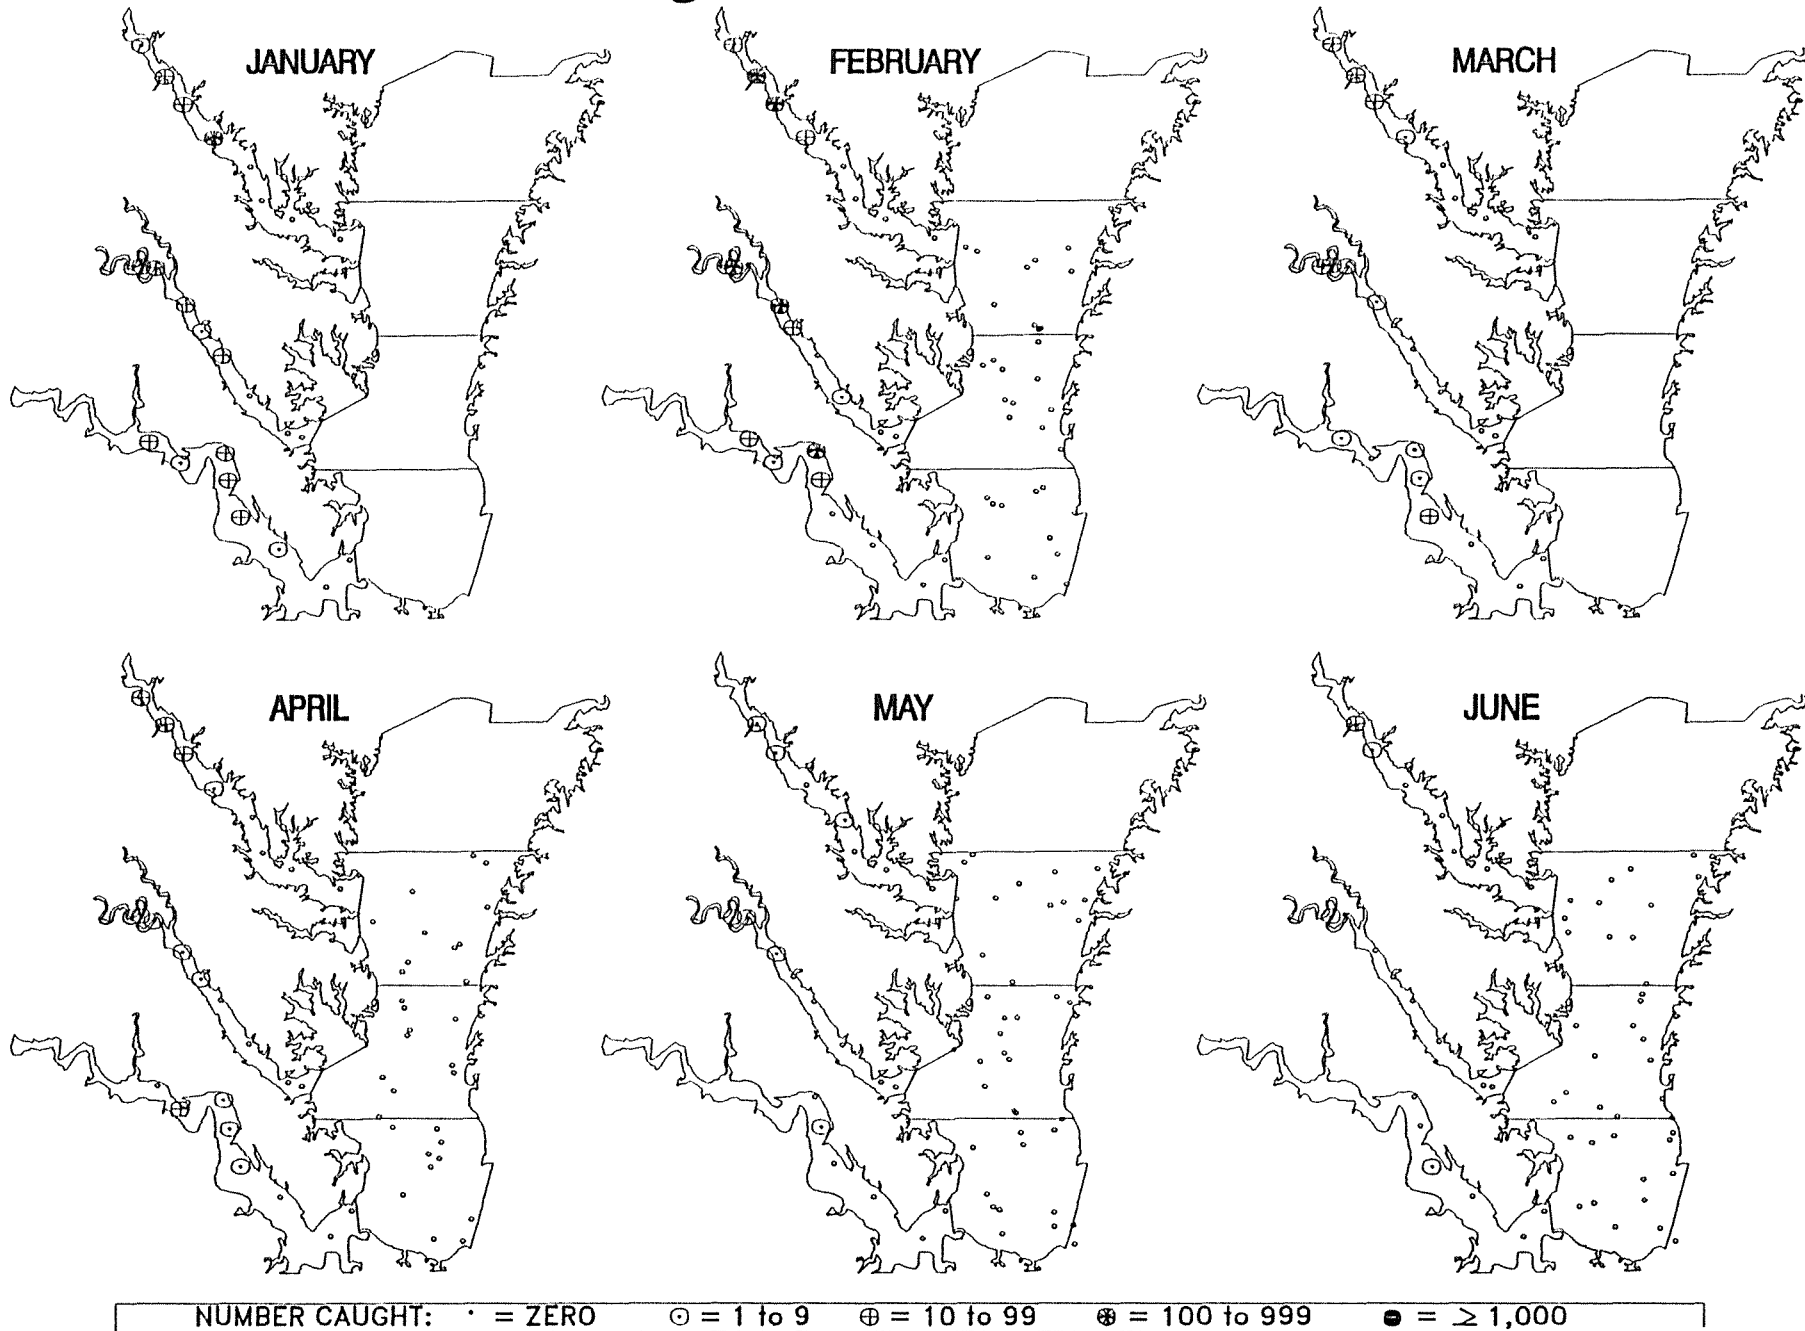 JANUARY FEBRUARY MARCH
APRIL MAY JUNE
NUMBER CAUGHT: · = ZERO ⊙ = 1 to 9 ⊕ = 10 to 99 ⊛ = 100 to 999 ● = ≥ 1,000